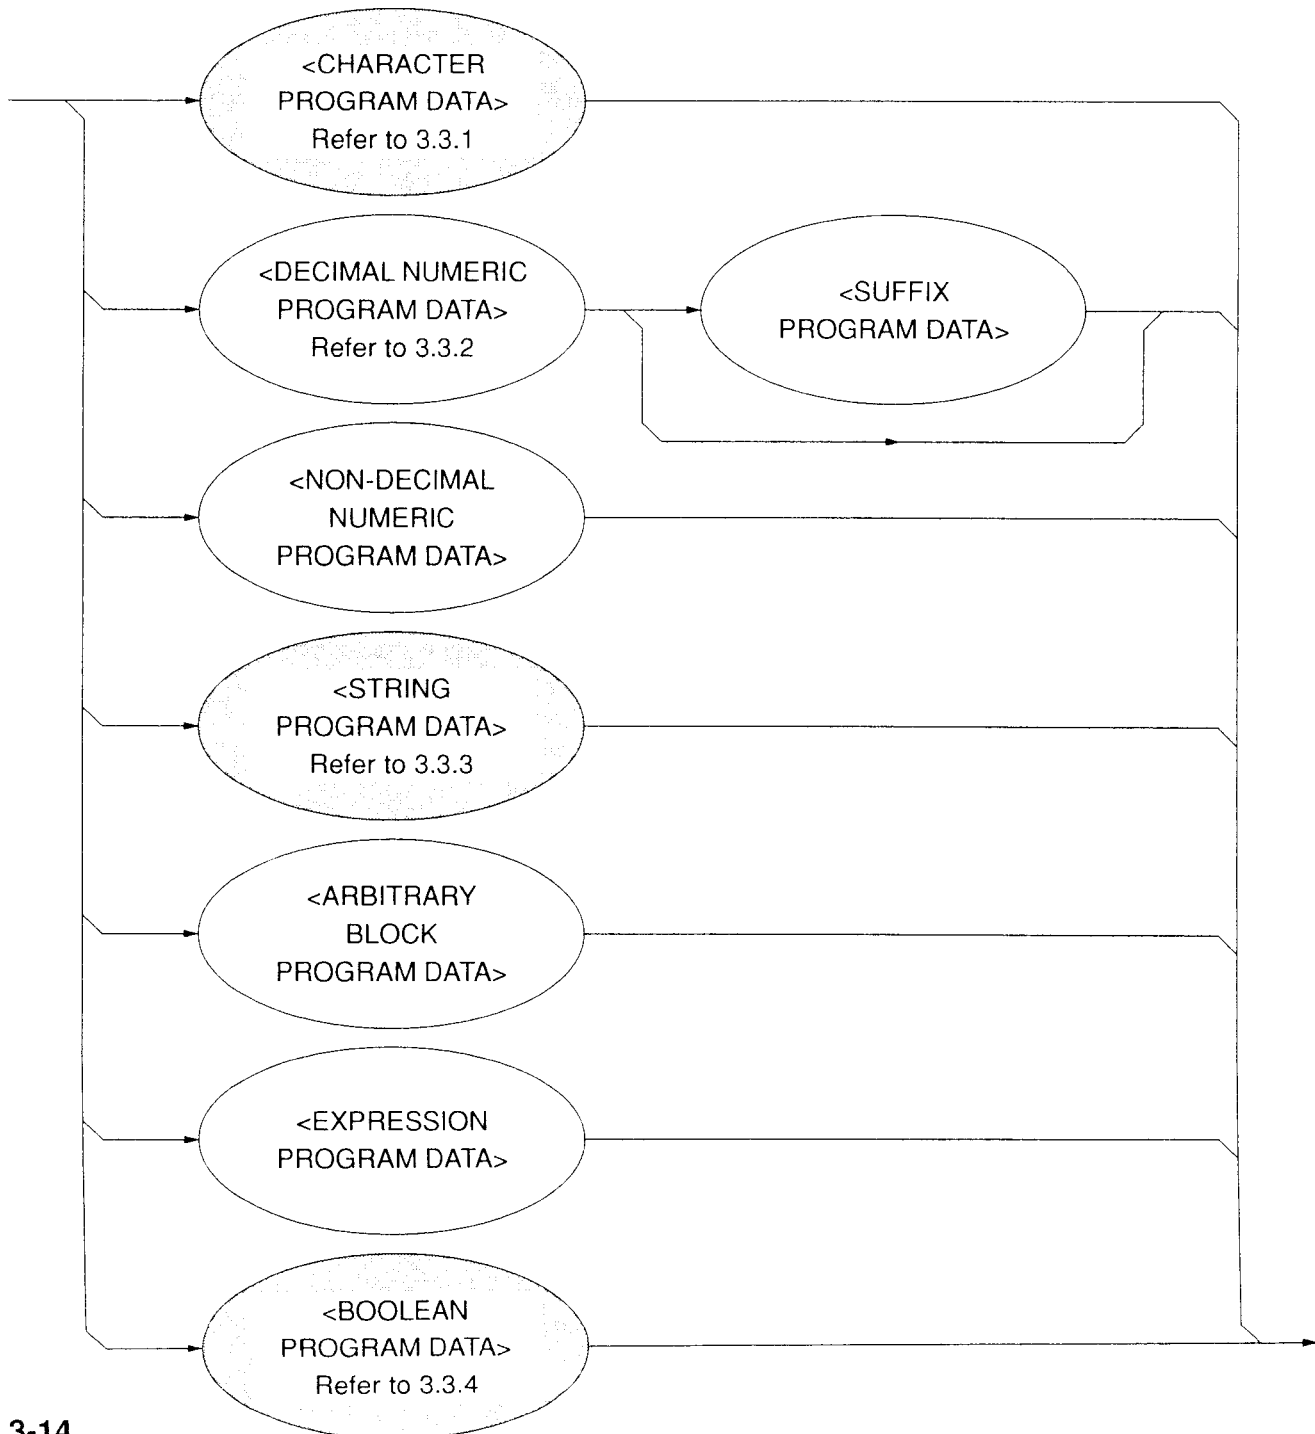 <CHARACTER
PROGRAM DATA>
Refer to 3.3.1
<DECIMAL NUMERIC
PROGRAM DATA>
Refer to 3.3.2
<SUFFIX
PROGRAM DATA>
<NON-DECIMAL
NUMERIC
PROGRAM DATA>
<STRING
PROGRAM DATA>
Refer to 3.3.3
<ARBITRARY
BLOCK
PROGRAM DATA>
<EXPRESSION
PROGRAM DATA>
<BOOLEAN
PROGRAM DATA>
Refer to 3.3.4
3-14